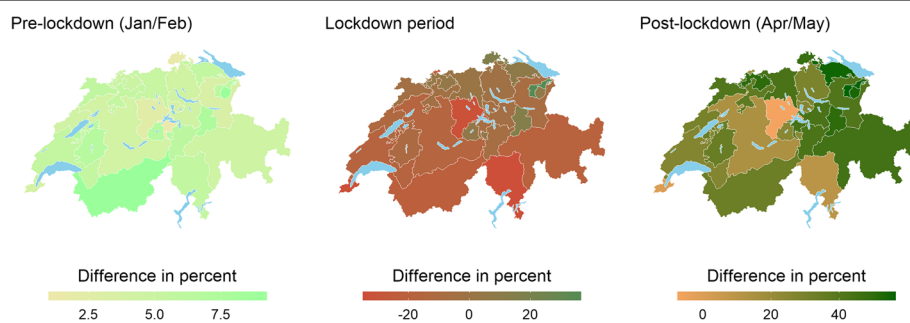 Pre-lockdown (Jan/Feb)
Lockdown period
Post-lockdown (Apr/May)
Difference in percent
2.5 5.0 7.5
Difference in percent
-20 0 20
Difference in percent
0 20 40